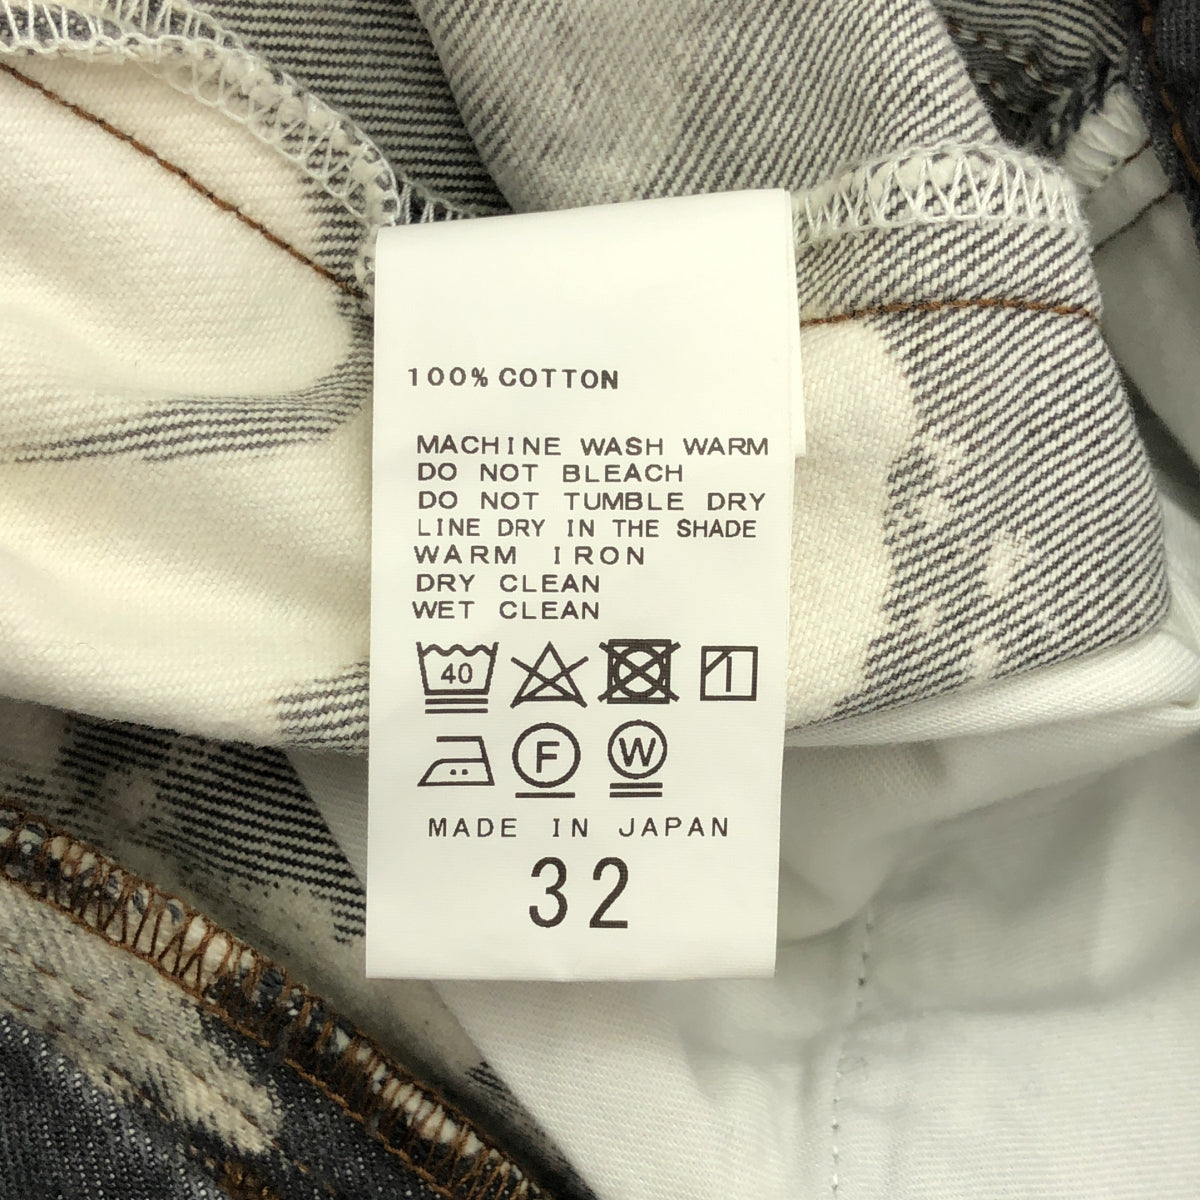 100% COTTON
MACHINE WASH WARM
DO NOT BLEACH
DO NOT TUMBLE DRY
LINE DRY IN THE SHADE
WARM IRON
DRY CLEAN
WET CLEAN
40
F W
MADE IN JAPAN
32